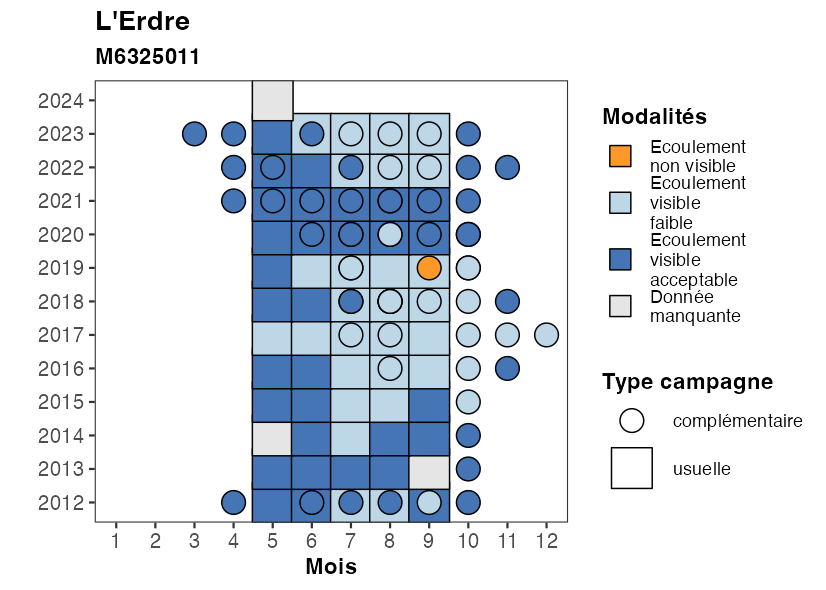 L'Erdre
M6325011
2024
2023
2022
2021
2020
2019
2018
2017
2016
2015
2014
2013
2012
1 2 3 4 5 6 7 8 9 10 11 12
Mois
Modalités
Ecoulement
non visible
Ecoulement
visible
faible
Ecoulement
visible
acceptable
Donnée
manquante
Type campagne
complémentaire
usuelle